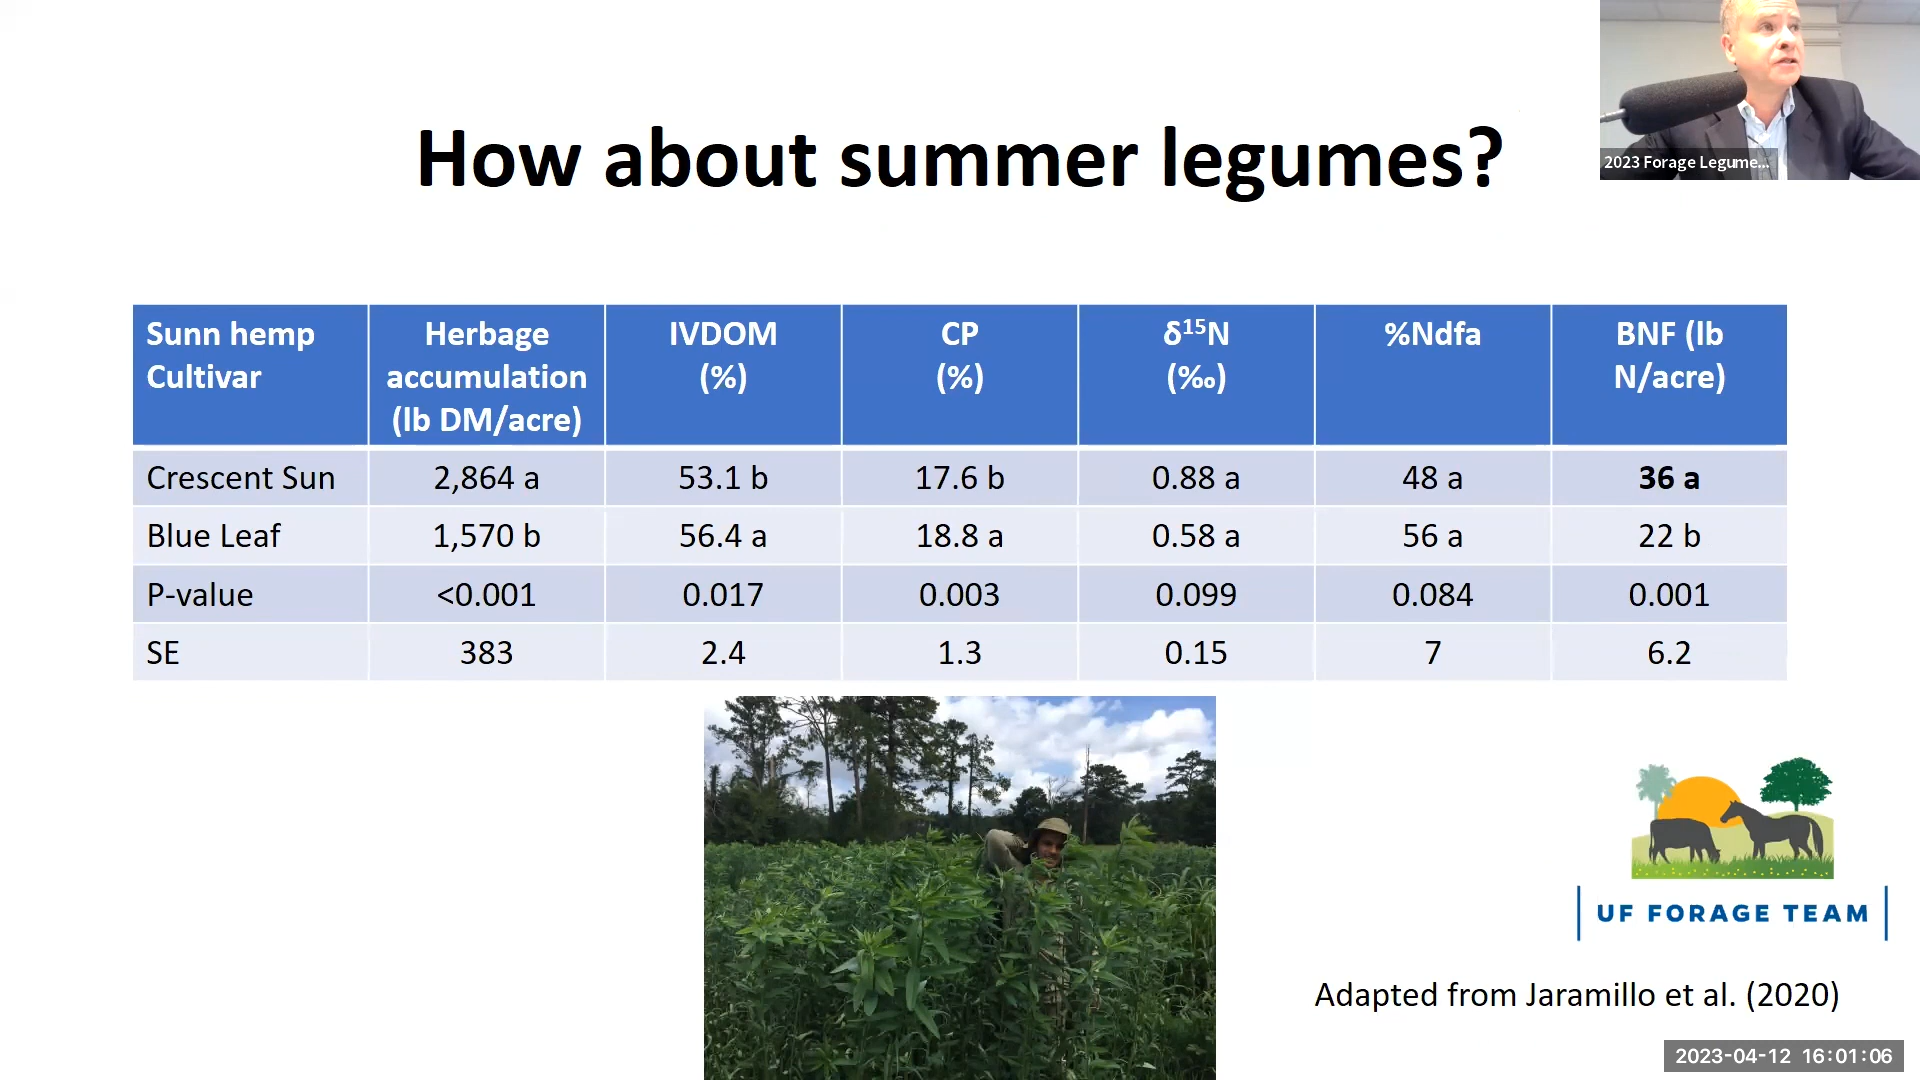 2023 Forage Legume...
How about summer legumes?
Sunn hemp Cultivar | Herbage accumulation (lb DM/acre) | IVDOM (%) | CP (%) | δ¹⁵N (‰) | %Ndfa | BNF (lb N/acre)
Crescent Sun | 2,864 a | 53.1 b | 17.6 b | 0.88 a | 48 a | 36 a
Blue Leaf | 1,570 b | 56.4 a | 18.8 a | 0.58 a | 56 a | 22 b
P-value | <0.001 | 0.017 | 0.003 | 0.099 | 0.084 | 0.001
SE | 383 | 2.4 | 1.3 | 0.15 | 7 | 6.2
UF FORAGE TEAM
Adapted from Jaramillo et al. (2020)
2023-04-12 16:01:06